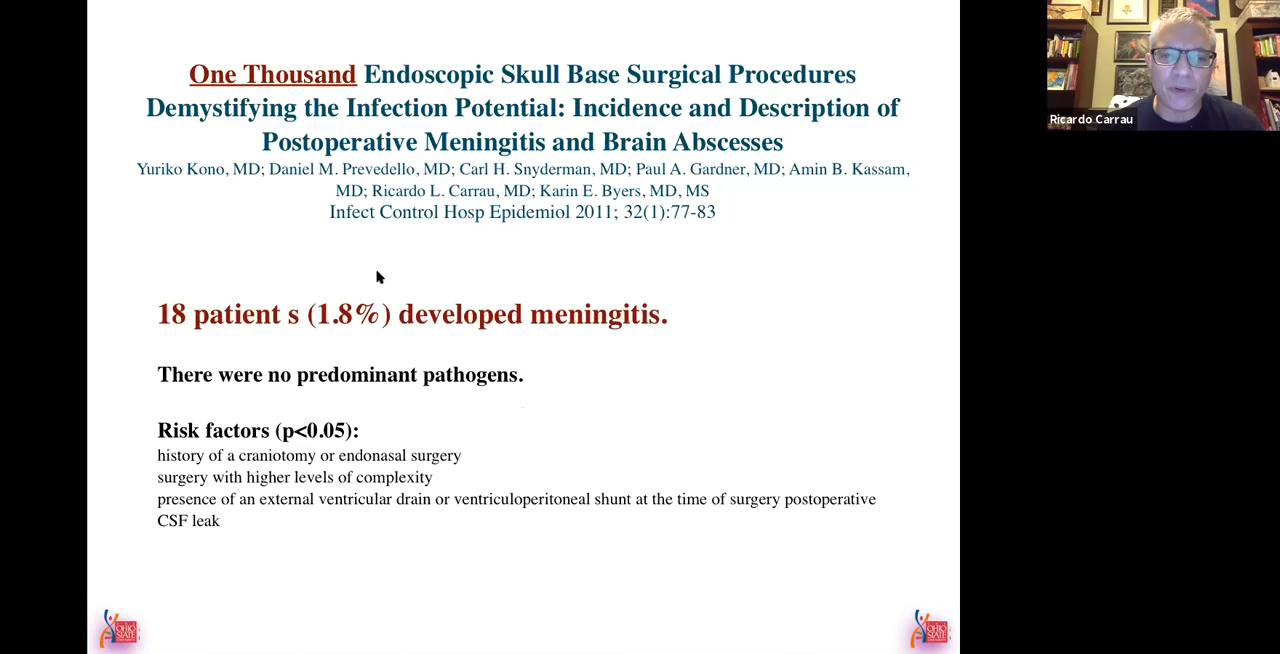 One Thousand Endoscopic Skull Base Surgical Procedures
Demystifying the Infection Potential: Incidence and Description of
Postoperative Meningitis and Brain Abscesses
Yuriko Kono, MD; Daniel M. Prevedello, MD; Carl H. Snyderman, MD; Paul A. Gardner, MD; Amin B. Kassam,
MD; Ricardo L. Carrau, MD; Karin E. Byers, MD, MS
Infect Control Hosp Epidemiol 2011; 32(1):77-83
18 patient s (1.8%) developed meningitis.
There were no predominant pathogens.
Risk factors (p<0.05):
history of a craniotomy or endonasal surgery
surgery with higher levels of complexity
presence of an external ventricular drain or ventriculoperitoneal shunt at the time of surgery postoperative
CSF leak
OHIO
STATE
OHIO
STATE
Ricardo Carrau